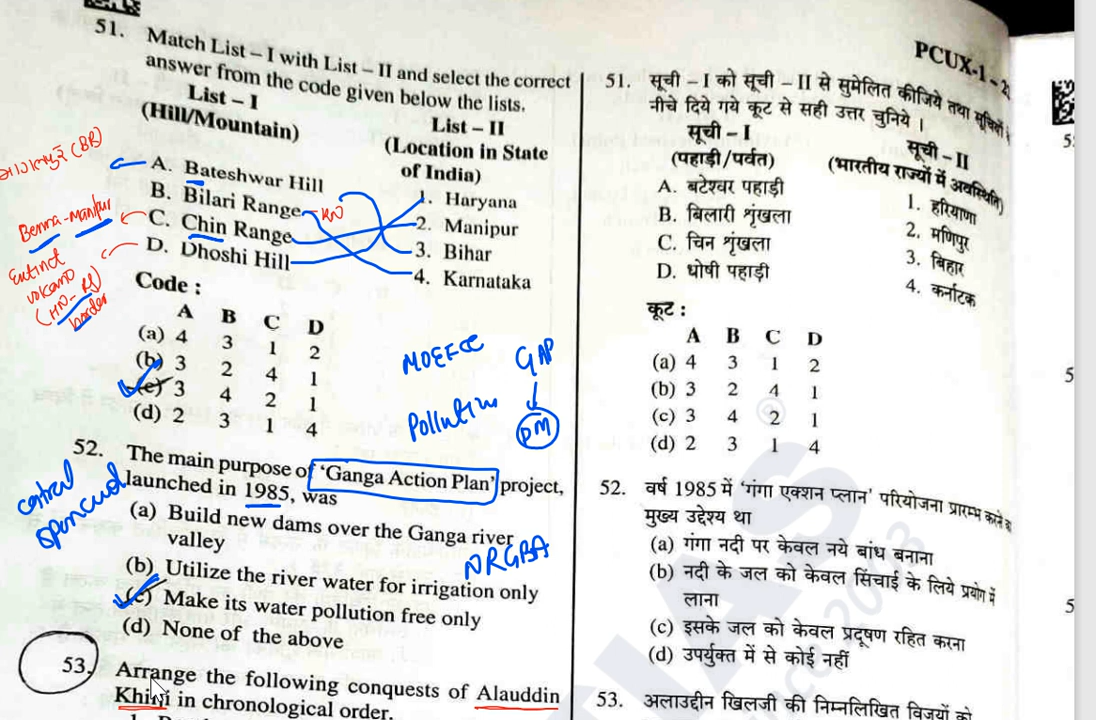 PCUX-1 - 2
51. Match List – I with List – II and select the correct
answer from the code given below the lists.
List – I
(Hill/Mountain)
List – II
(Location in State
of India)
A. Bateshwar Hill
B. Bilari Range
C. Chin Range
D. Dhoshi Hill
1. Haryana
2. Manipur
3. Bihar
4. Karnataka
Code :
A B C D
(a) 4 3 1 2
(b) 3 2 4 1
(c) 3 4 2 1
(d) 2 3 1 4
(BB)
KN
Manipur
volcano
border
MOEFCC
GAP
Pollution
PM
52. The main purpose of 'Ganga Action Plan' project,
launched in 1985, was
(a) Build new dams over the Ganga river
valley
(b) Utilize the river water for irrigation only
(c) Make its water pollution free only
(d) None of the above
central
NRGBA
53. Arrange the following conquests of Alauddin
Khilji in chronological order.
51. सूची – I को सूची – II से सुमेलित कीजिये तथा सूचियों
नीचे दिये गये कूट से सही उत्तर चुनिये ।
सूची – I
(पहाड़ी/पर्वत)
सूची – II
(भारतीय राज्यों में अवस्थिति)
A. बटेश्वर पहाड़ी
B. बिलारी शृंखला
C. चिन शृंखला
D. धोषी पहाड़ी
1. हरियाणा
2. मणिपुर
3. बिहार
4. कर्नाटक
कूट :
A B C D
(a) 4 3 1 2
(b) 3 2 4 1
(c) 3 4 2 1
(d) 2 3 1 4
52. वर्ष 1985 में 'गंगा एक्शन प्लान' परियोजना प्रारम्भ करने का
मुख्य उद्देश्य था
(a) गंगा नदी पर केवल नये बांध बनाना
(b) नदी के जल को केवल सिंचाई के लिये प्रयोग में
लाना
(c) इसके जल को केवल प्रदूषण रहित करना
(d) उपर्युक्त में से कोई नहीं
53. अलाउद्दीन खिलजी की निम्नलिखित विजयों को